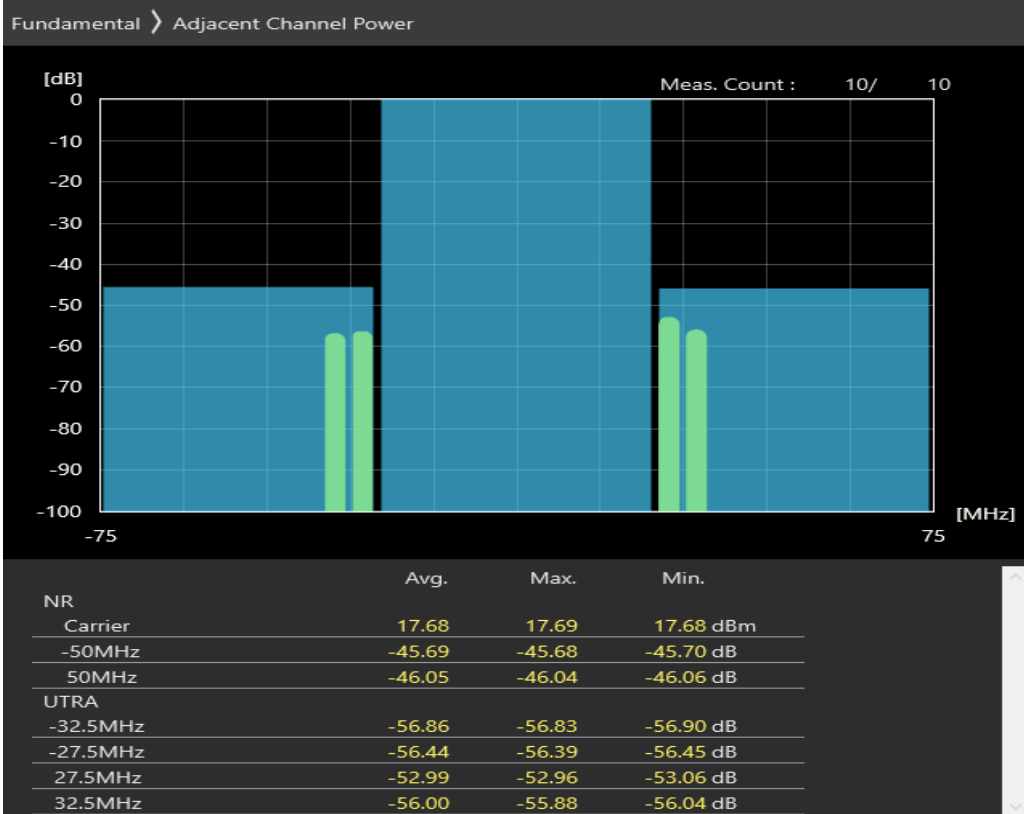 Fundamental 〉 Adjacent Channel Power
[dB]
Meas. Count : 10/ 10
0
-10
-20
-30
-40
-50
-60
-70
-80
-90
-100
[MHz]
-75 75
Avg. Max. Min.
NR
Carrier 17.68 17.69 17.68 dBm
-50MHz -45.69 -45.68 -45.70 dB
50MHz -46.05 -46.04 -46.06 dB
UTRA
-32.5MHz -56.86 -56.83 -56.90 dB
-27.5MHz -56.44 -56.39 -56.45 dB
27.5MHz -52.99 -52.96 -53.06 dB
32.5MHz -56.00 -55.88 -56.04 dB